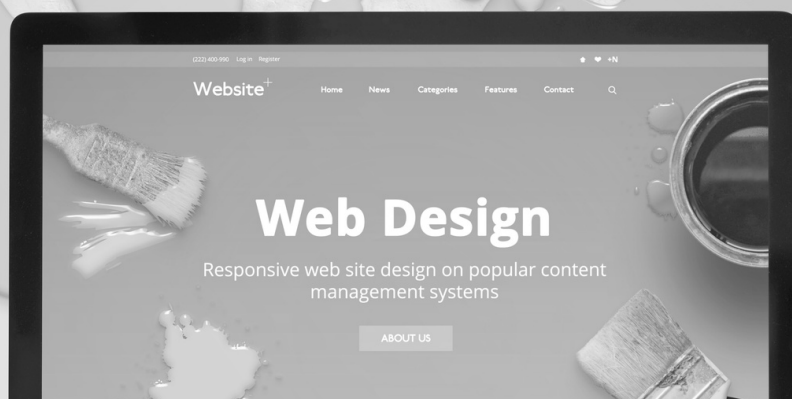 (222) 400-960 Log in Register
+N
Website+
Home News Categories Features Contact
Web Design
Responsive web site design on popular content
management systems
ABOUT US